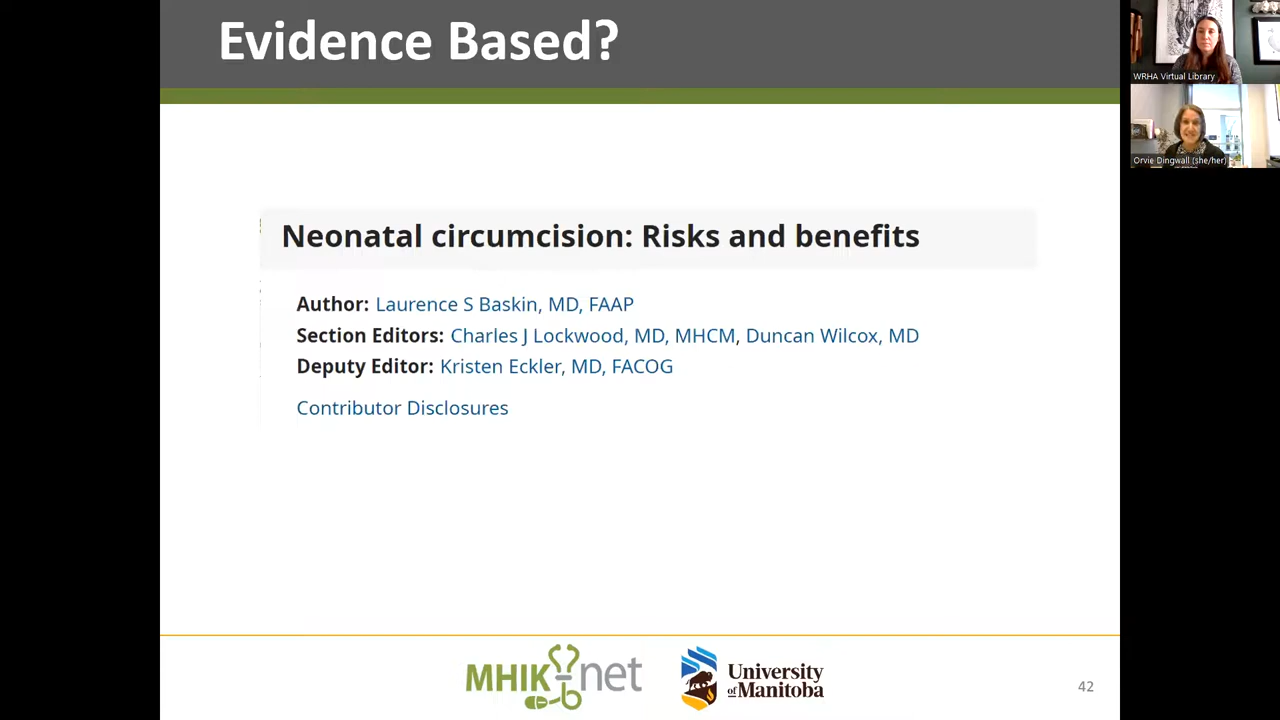 Evidence Based?
WRHA Virtual Library
Orvie Dingwall (she/her)
Neonatal circumcision: Risks and benefits
Author: Laurence S Baskin, MD, FAAP
Section Editors: Charles J Lockwood, MD, MHCM, Duncan Wilcox, MD
Deputy Editor: Kristen Eckler, MD, FACOG
Contributor Disclosures
MHIK net
University
of Manitoba
42